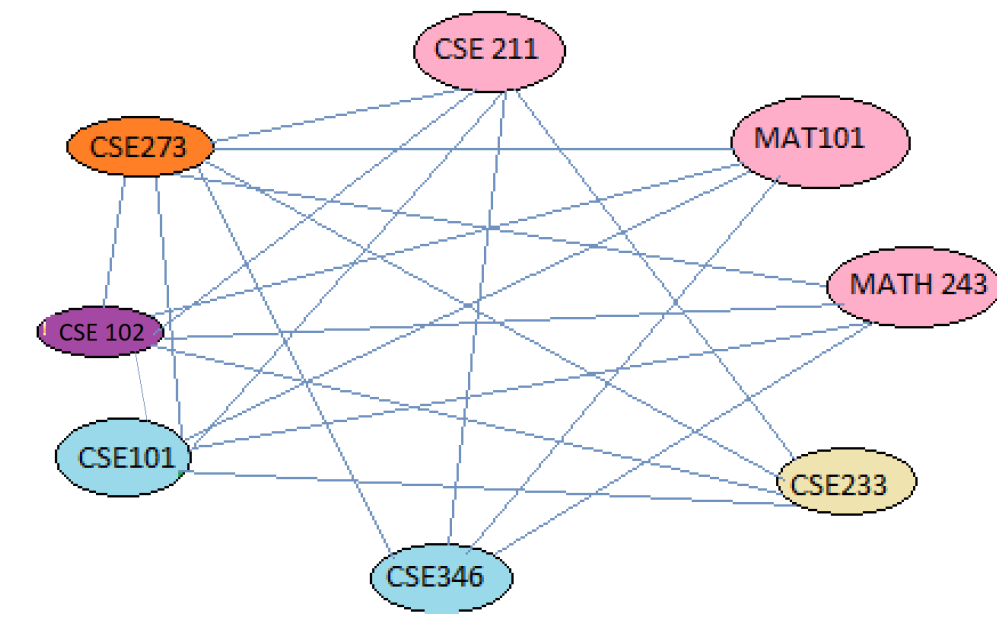 CSE 211
CSE273
MAT101
MATH 243
CSE 102
CSE101
CSE233
CSE346